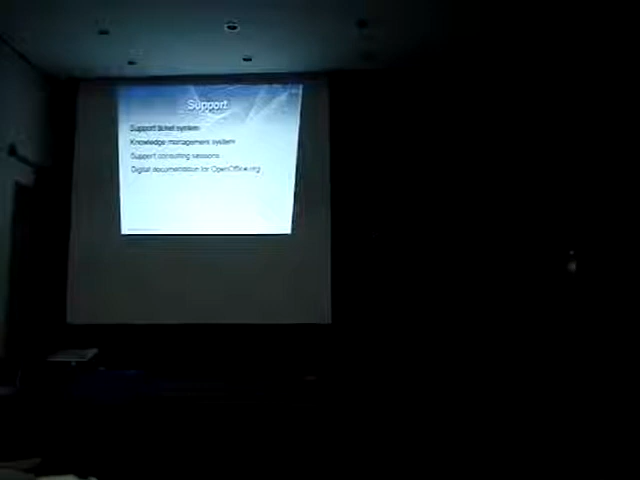 Support
Support ticket system
Knowledge management system
Support consulting sessions
Digital documentation for OpenOffice.org